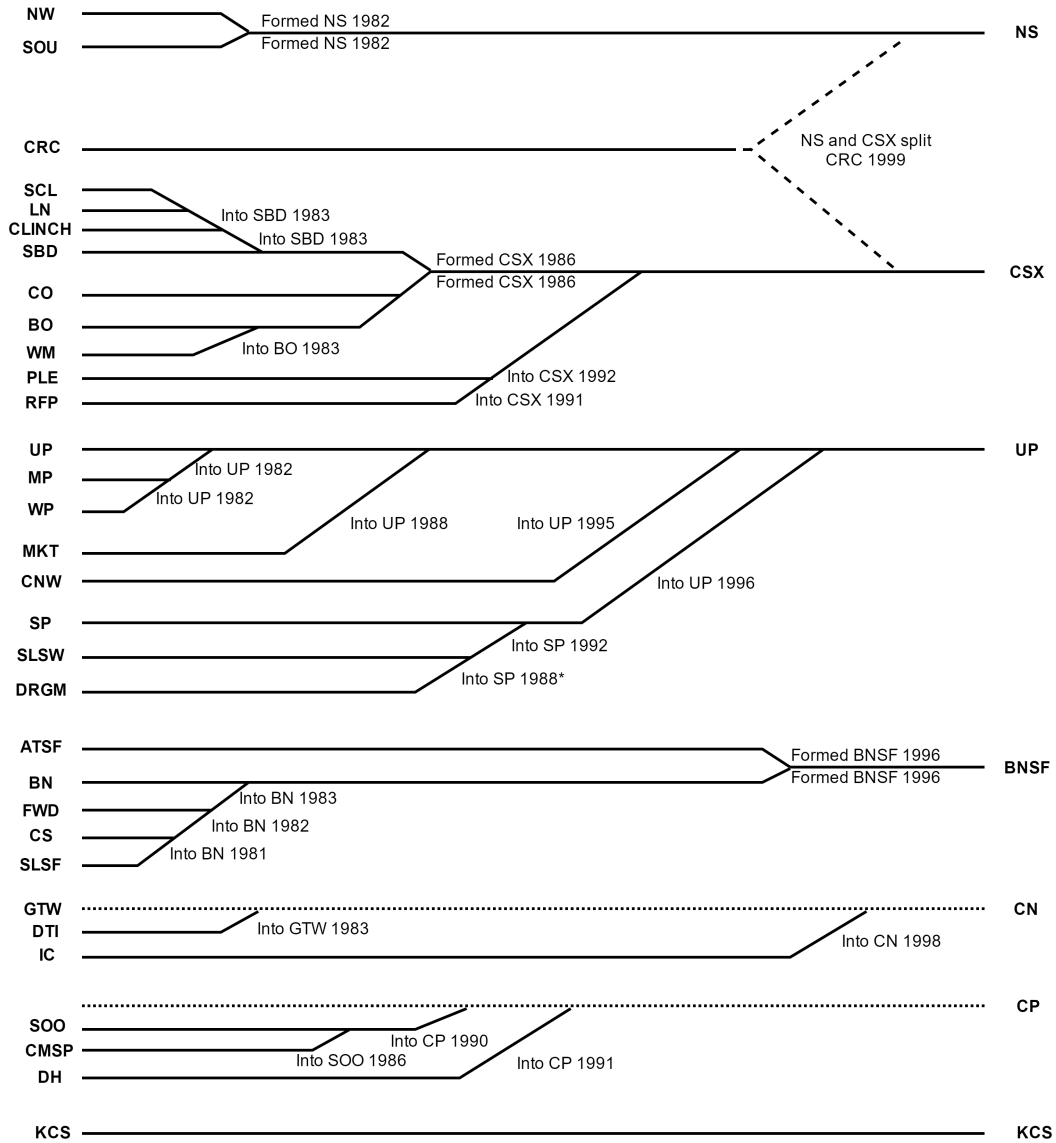 NW
Formed NS 1982
NS
SOU
Formed NS 1982
CRC
NS and CSX split
CRC 1999
SCL
LN
Into SBD 1983
CLINCH
Into SBD 1983
SBD
Formed CSX 1986
CSX
Formed CSX 1986
CO
BO
Into BO 1983
WM
PLE
Into CSX 1992
RFP
Into CSX 1991
UP
UP
Into UP 1982
MP
Into UP 1982
WP
Into UP 1988
Into UP 1995
MKT
CNW
Into UP 1996
SP
Into SP 1992
SLSW
Into SP 1988*
DRGM
ATSF
Formed BNSF 1996
BNSF
Formed BNSF 1996
BN
Into BN 1983
FWD
Into BN 1982
CS
Into BN 1981
SLSF
GTW
CN
DTI
Into GTW 1983
Into CN 1998
IC
CP
SOO
Into CP 1990
CMSP
Into SOO 1986
Into CP 1991
DH
KCS
KCS